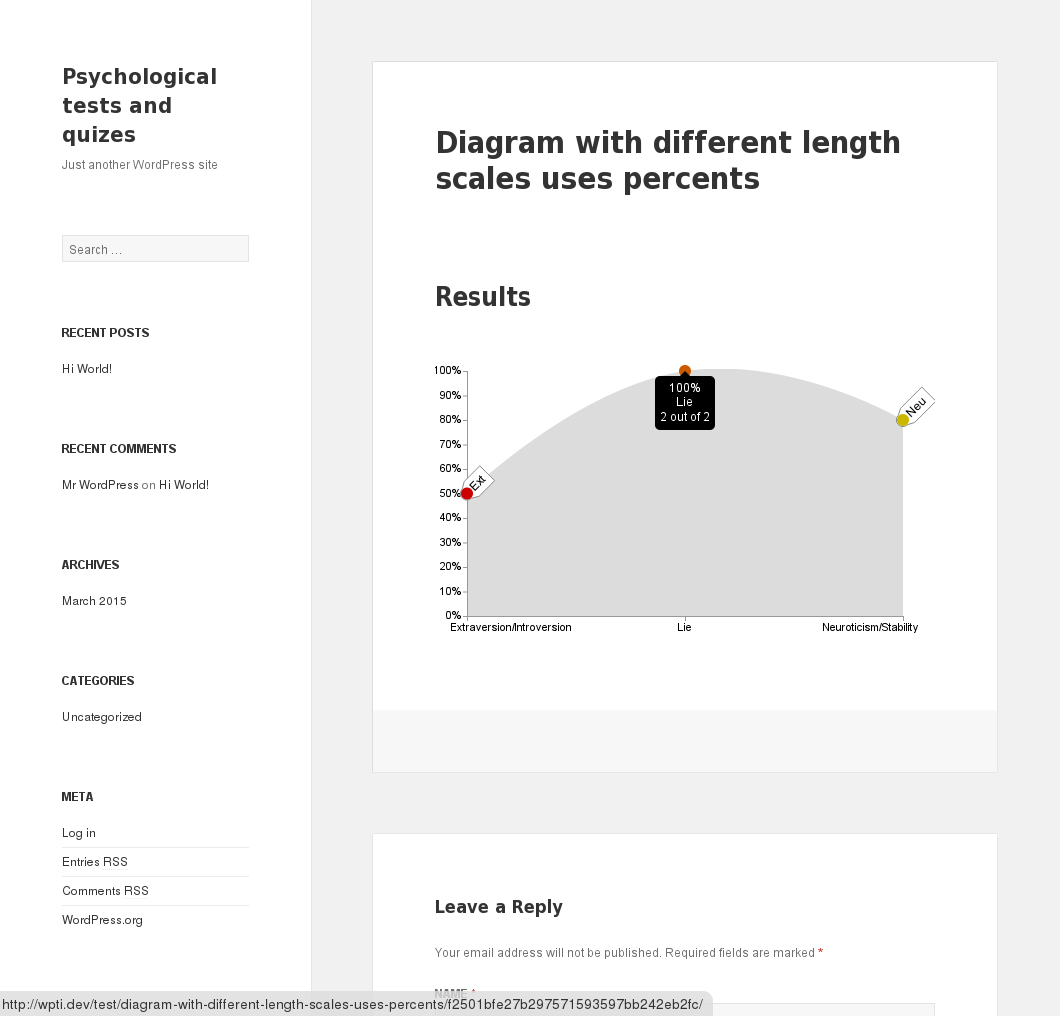 Psychological
tests and
quizes
Just another WordPress site
Search …
RECENT POSTS
Hi World!
RECENT COMMENTS
Mr WordPress on Hi World!
ARCHIVES
March 2015
CATEGORIES
Uncategorized
META
Log in
Entries RSS
Comments RSS
WordPress.org
Diagram with different length
scales uses percents
Results
100%
90%
80%
70%
60%
50%
40%
30%
20%
10%
0%
Ext
100%
Lie
2 out of 2
Neu
Extraversion/Introversion
Lie
Neuroticism/Stability
Leave a Reply
Your email address will not be published. Required fields are marked *
NAME *
http://wpti.dev/test/diagram-with-different-length-scales-uses-percents/f2501bfe27b297571593597bb242eb2fc/